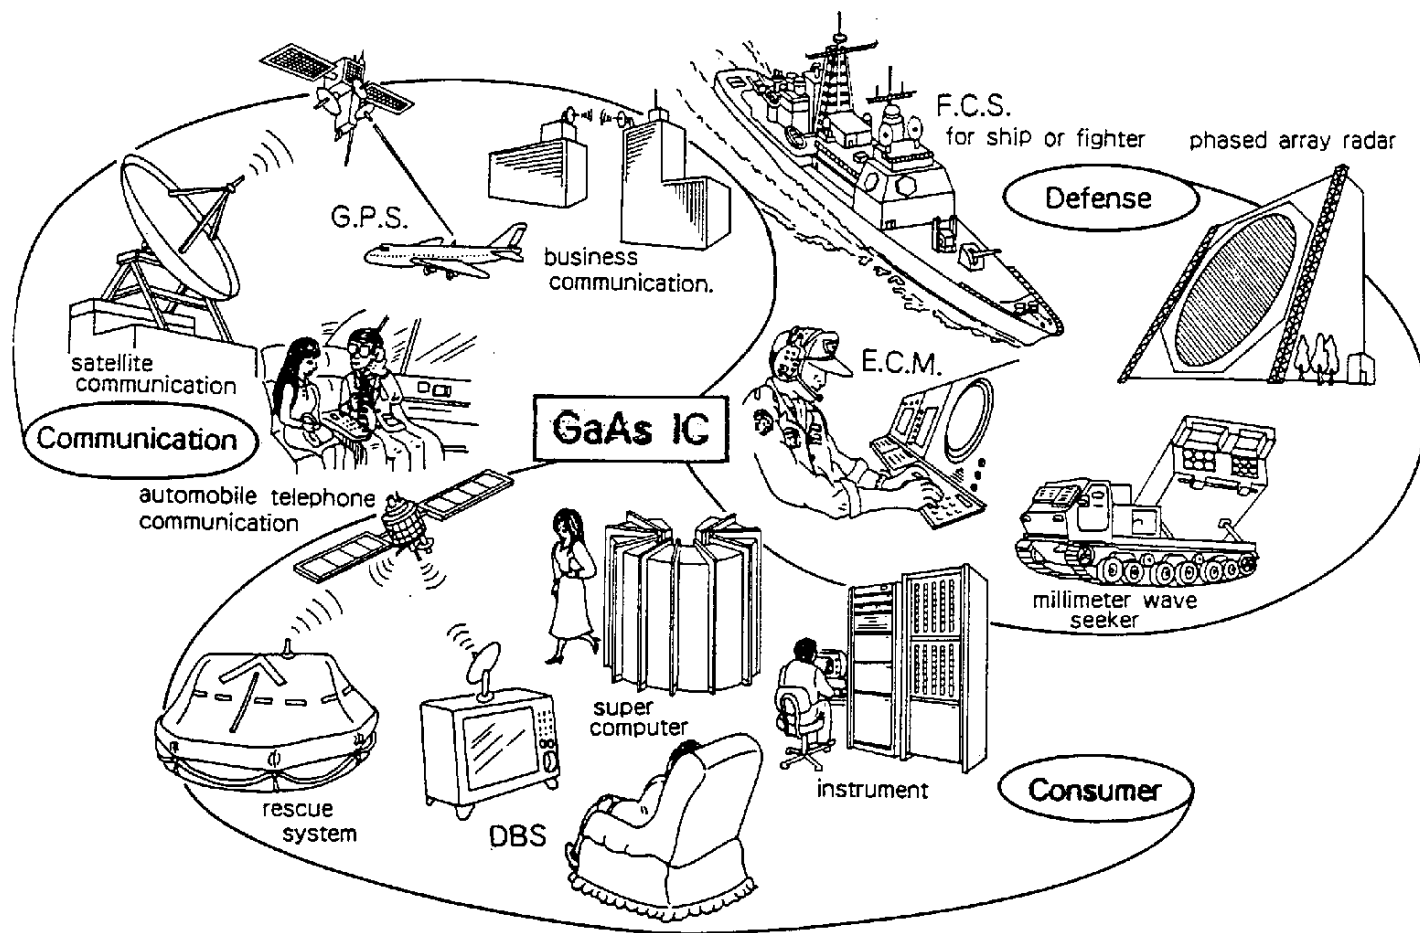 F.C.S.
for ship or fighter
phased array radar
Defense
G.P.S.
business
communication.
satellite
communication
E.C.M.
GaAs IC
Communication
automobile telephone
communication
millimeter wave
seeker
super
computer
instrument
Consumer
rescue
system
DBS